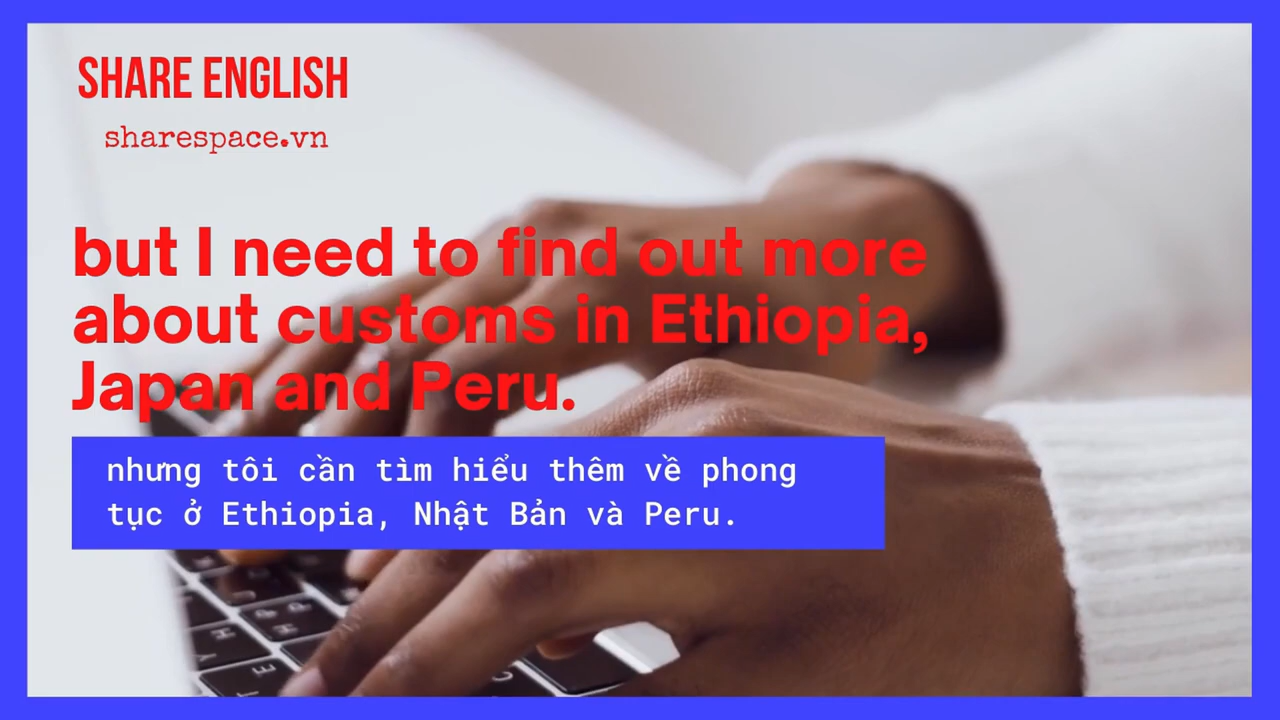 SHARE ENGLISH
sharespace.vn
but I need to find out more
about customs in Ethiopia,
Japan and Peru.
nhưng tôi cần tìm hiểu thêm về phong
tục ở Ethiopia, Nhật Bản và Peru.